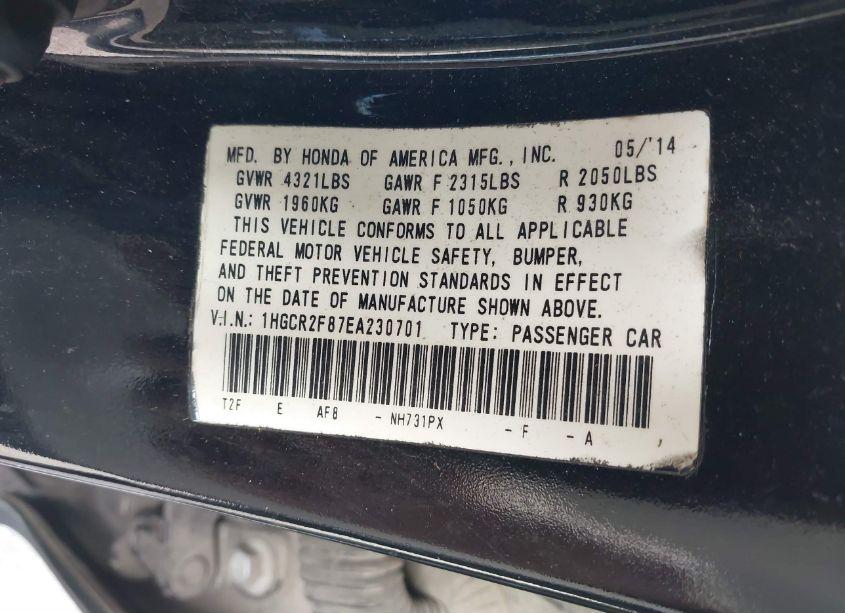 MFD. BY HONDA OF AMERICA MFG., INC. 05/'14
GVWR 4321LBS GAWR F 2315LBS R 2050LBS
GVWR 1960KG GAWR F 1050KG R 930KG
THIS VEHICLE CONFORMS TO ALL APPLICABLE
FEDERAL MOTOR VEHICLE SAFETY, BUMPER,
AND THEFT PREVENTION STANDARDS IN EFFECT
ON THE DATE OF MANUFACTURE SHOWN ABOVE.
V.I.N.: 1HGCR2F87EA230701 TYPE: PASSENGER CAR
T2F E AF8 - NH731PX - F - A ,